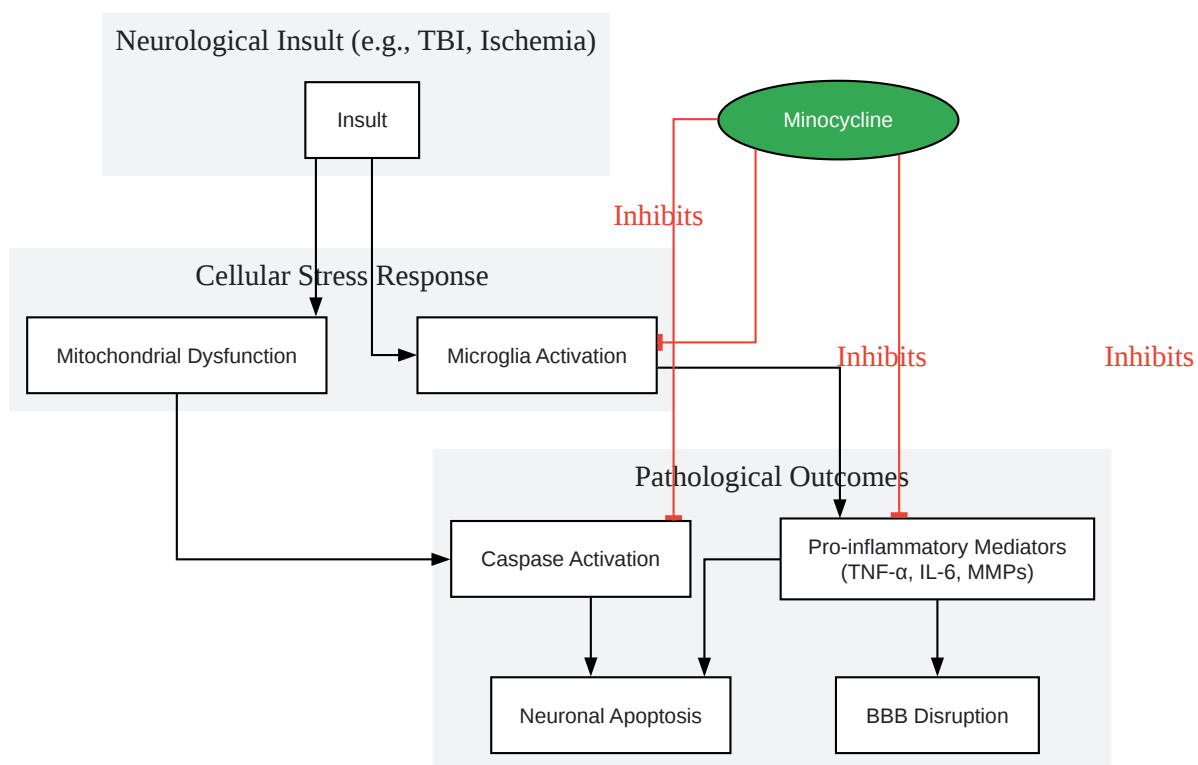 Neurological Insult (e.g., TBI, Ischemia)
Insult
Minocycline
Inhibits
Cellular Stress Response
Mitochondrial Dysfunction
Microglia Activation
Inhibits
Inhibits
Pathological Outcomes
Caspase Activation
Pro-inflammatory Mediators
(TNF-α, IL-6, MMPs)
Neuronal Apoptosis
BBB Disruption